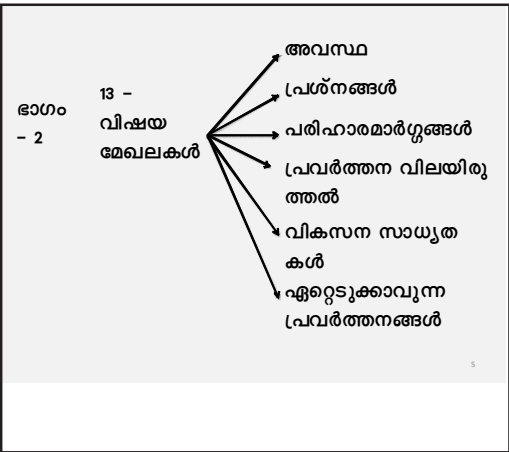 ഭാഗം
– 2
13 –
വിഷയ
മേഖലകൾ
അവസ്ഥ
പ്രശ്നങ്ങൾ
പരിഹാരമാർഗ്ഗങ്ങൾ
പ്രവർത്തന വിലയിരു
ത്തൽ
വികസന സാധ്യത
കൾ
ഏറ്റെടുക്കാവുന്ന
പ്രവർത്തനങ്ങൾ
5